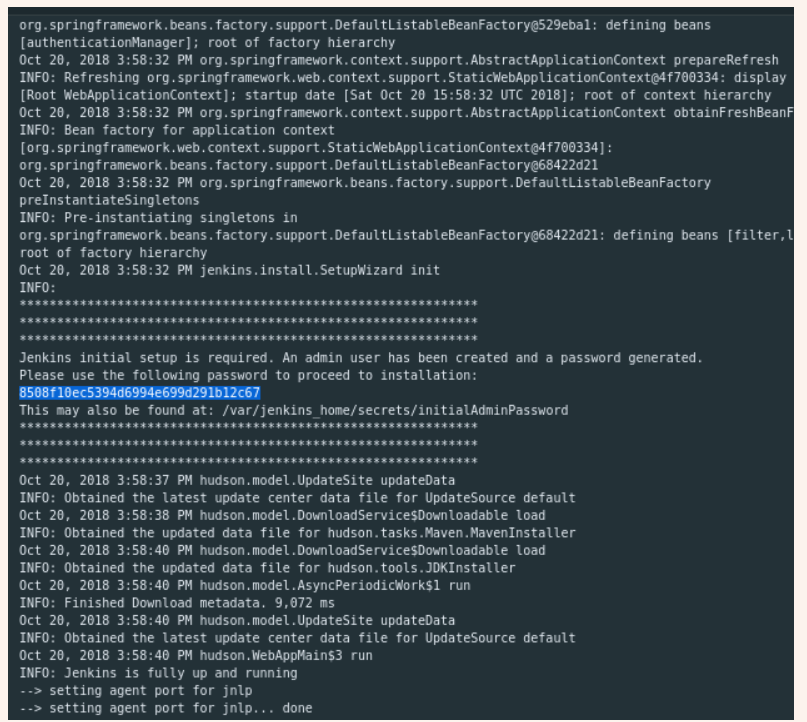 org.springframework.beans.factory.support.DefaultListableBeanFactory@529eba1: defining beans
[authenticationManager]; root of factory hierarchy
Oct 20, 2018 3:58:32 PM org.springframework.context.support.AbstractApplicationContext prepareRefresh
INFO: Refreshing org.springframework.web.context.support.StaticWebApplicationContext@4f700334: display
[Root WebApplicationContext]; startup date [Sat Oct 20 15:58:32 UTC 2018]; root of context hierarchy
Oct 20, 2018 3:58:32 PM org.springframework.context.support.AbstractApplicationContext obtainFreshBeanF
INFO: Bean factory for application context
[org.springframework.web.context.support.StaticWebApplicationContext@4f700334]:
org.springframework.beans.factory.support.DefaultListableBeanFactory@68422d21
Oct 20, 2018 3:58:32 PM org.springframework.beans.factory.support.DefaultListableBeanFactory
preInstantiateSingletons
INFO: Pre-instantiating singletons in
org.springframework.beans.factory.support.DefaultListableBeanFactory@68422d21: defining beans [filter,l
root of factory hierarchy
Oct 20, 2018 3:58:32 PM jenkins.install.SetupWizard init
INFO:
*************************************************************
*************************************************************
*************************************************************
Jenkins initial setup is required. An admin user has been created and a password generated.
Please use the following password to proceed to installation:
8508f10ec5394d6994e699d291b12c67
This may also be found at: /var/jenkins_home/secrets/initialAdminPassword
*************************************************************
*************************************************************
*************************************************************
Oct 20, 2018 3:58:37 PM hudson.model.UpdateSite updateData
INFO: Obtained the latest update center data file for UpdateSource default
Oct 20, 2018 3:58:38 PM hudson.model.DownloadService$Downloadable load
INFO: Obtained the updated data file for hudson.tasks.Maven.MavenInstaller
Oct 20, 2018 3:58:40 PM hudson.model.DownloadService$Downloadable load
INFO: Obtained the updated data file for hudson.tools.JDKInstaller
Oct 20, 2018 3:58:40 PM hudson.model.AsyncPeriodicWork$1 run
INFO: Finished Download metadata. 9,072 ms
Oct 20, 2018 3:58:40 PM hudson.model.UpdateSite updateData
INFO: Obtained the latest update center data file for UpdateSource default
Oct 20, 2018 3:58:40 PM hudson.WebAppMain$3 run
INFO: Jenkins is fully up and running
--> setting agent port for jnlp
--> setting agent port for jnlp... done